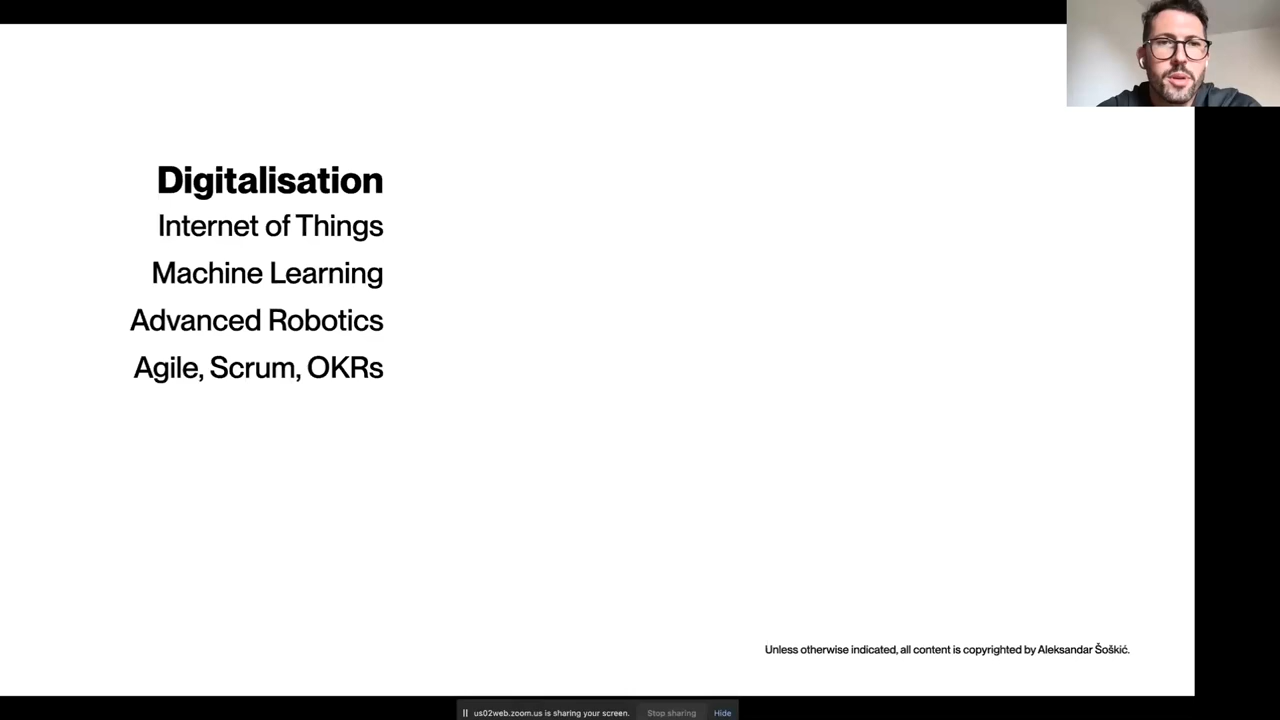 Digitalisation
Internet of Things
Machine Learning
Advanced Robotics
Agile, Scrum, OKRs
Unless otherwise indicated, all content is copyrighted by Aleksandar Šoškić.
us02web.zoom.us is sharing your screen. Stop sharing Hide